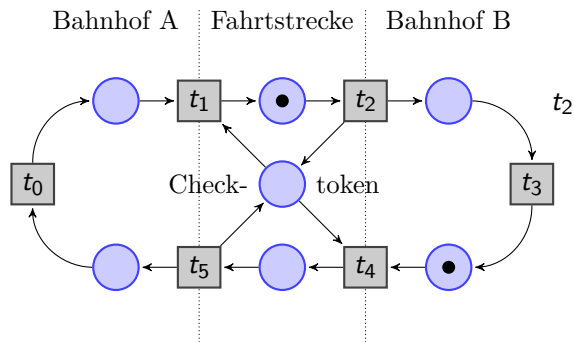 Bahnhof A Fahrtstrecke Bahnhof B
t1 t2 t2
t0 Check- token t3
t5 t4